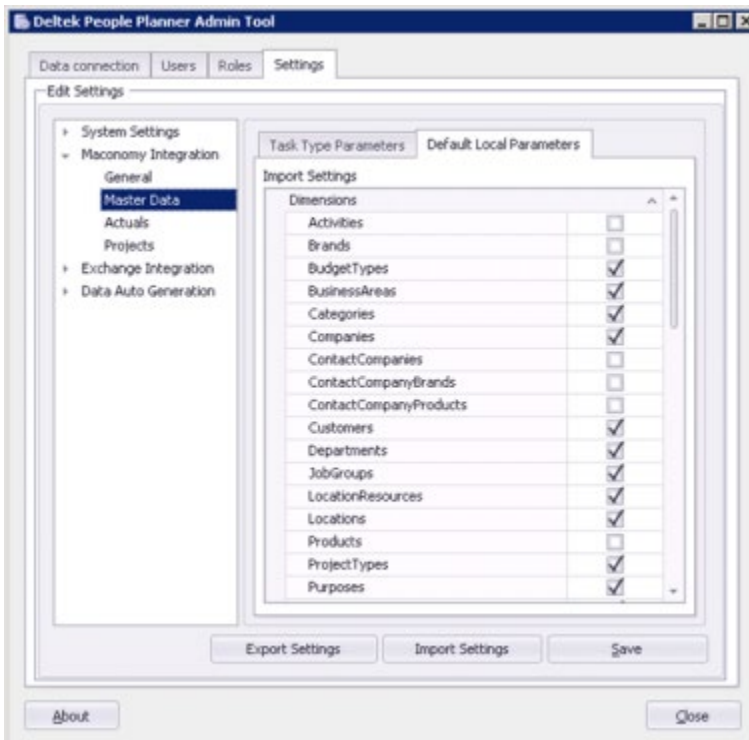 Deltek People Planner Admin Tool
Data connection Users Roles Settings
Edit Settings
System Settings
Maconomy Integration
General
Master Data
Actuals
Projects
Exchange Integration
Data Auto Generation
Task Type Parameters Default Local Parameters
Import Settings
Dimensions
Activities
Brands
BudgetTypes
BusinessAreas
Categories
Companies
ContactCompanies
ContactCompanyBrands
ContactCompanyProducts
Customers
Departments
JobGroups
LocationResources
Locations
Products
ProjectTypes
Purposes
Export Settings Import Settings Save
About Close